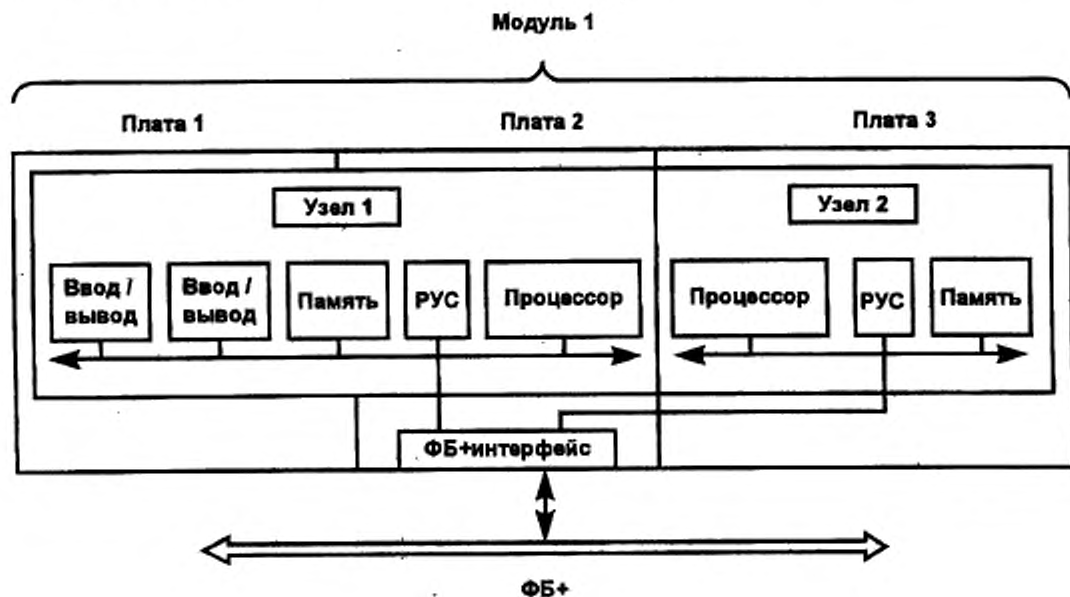 Модуль 1
Плата 1
Плата 2
Плата 3
Узел 1
Узел 2
Ввод /
вывод
Ввод /
вывод
Память
РУС
Процессор
Процессор
РУС
Память
ФБ+интерфейс
ФБ+